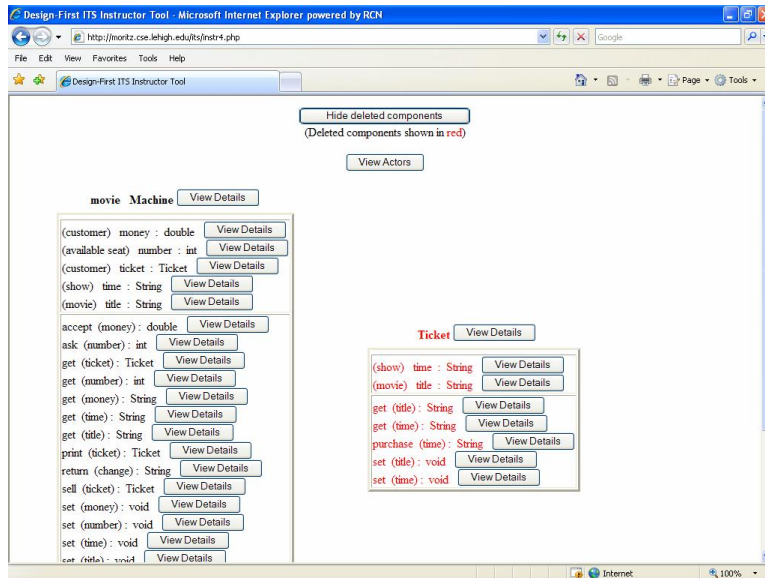 Design-First ITS Instructor Tool - Microsoft Internet Explorer powered by RCN
http://moritz.cse.lehigh.edu/its/instr4.php
Google
File Edit View Favorites Tools Help
Design-First ITS Instructor Tool
Page Tools
Hide deleted components
(Deleted components shown in red)
View Actors
movie Machine View Details
(customer) money : double View Details
(available seat) number : int View Details
(customer) ticket : Ticket View Details
(show) time : String View Details
(movie) title : String View Details
accept (money) : double View Details
ask (number) : int View Details
get (ticket) : Ticket View Details
get (number) : int View Details
get (money) : String View Details
get (time) : String View Details
get (title) : String View Details
print (ticket) : Ticket View Details
return (change) : String View Details
sell (ticket) : Ticket View Details
set (money) : void View Details
set (number) : void View Details
set (time) : void View Details
set (title) : void View Details
Ticket View Details
(show) time : String View Details
(movie) title : String View Details
get (title) : String View Details
get (time) : String View Details
purchase (time) : String View Details
set (title) : void View Details
set (time) : void View Details
Internet 100%